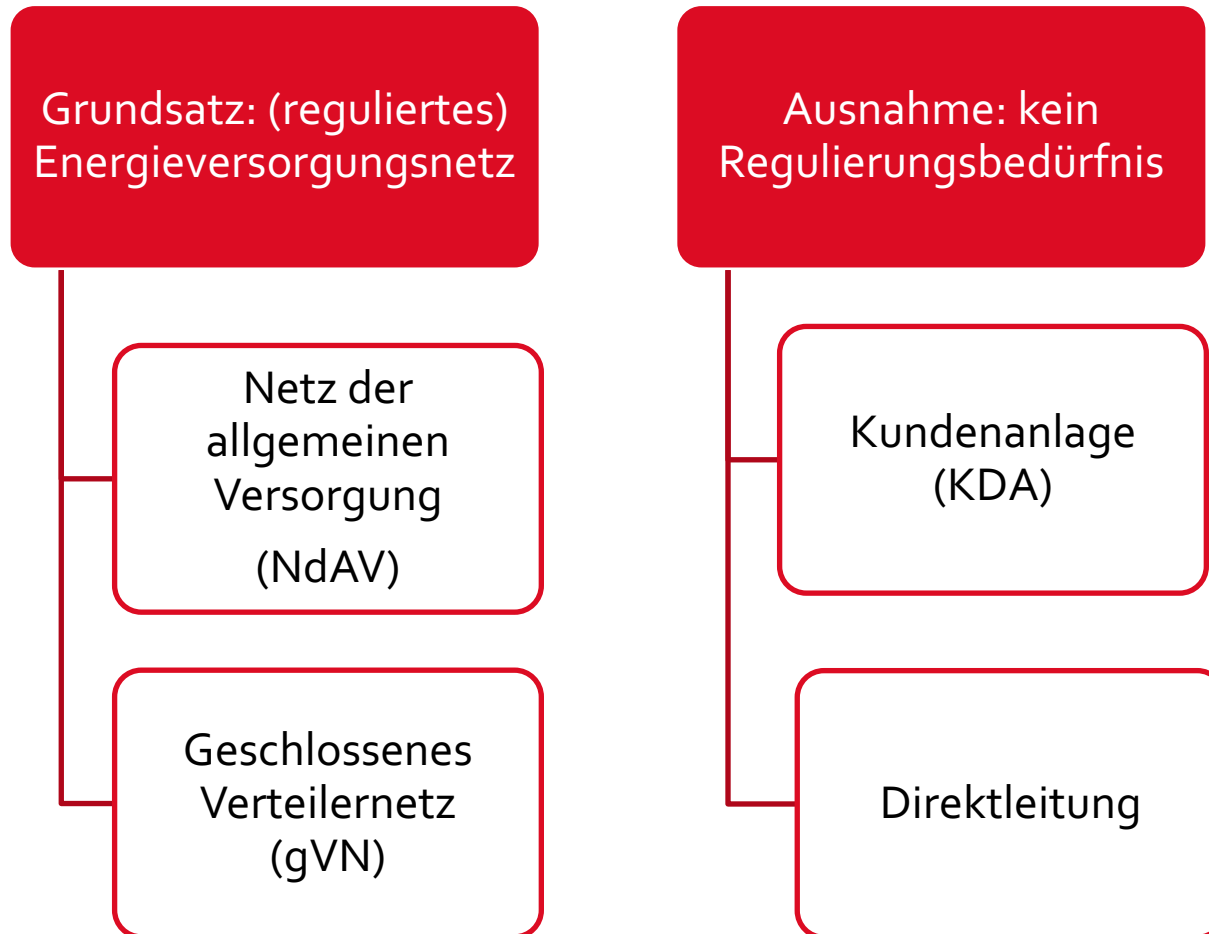 Grundsatz: (reguliertes)
Energieversorgungsnetz
Netz der
allgemeinen
Versorgung
(NdAV)
Geschlossenes
Verteilernetz
(gVN)
Ausnahme: kein
Regulierungsbedürfnis
Kundenanlage
(KDA)
Direktleitung